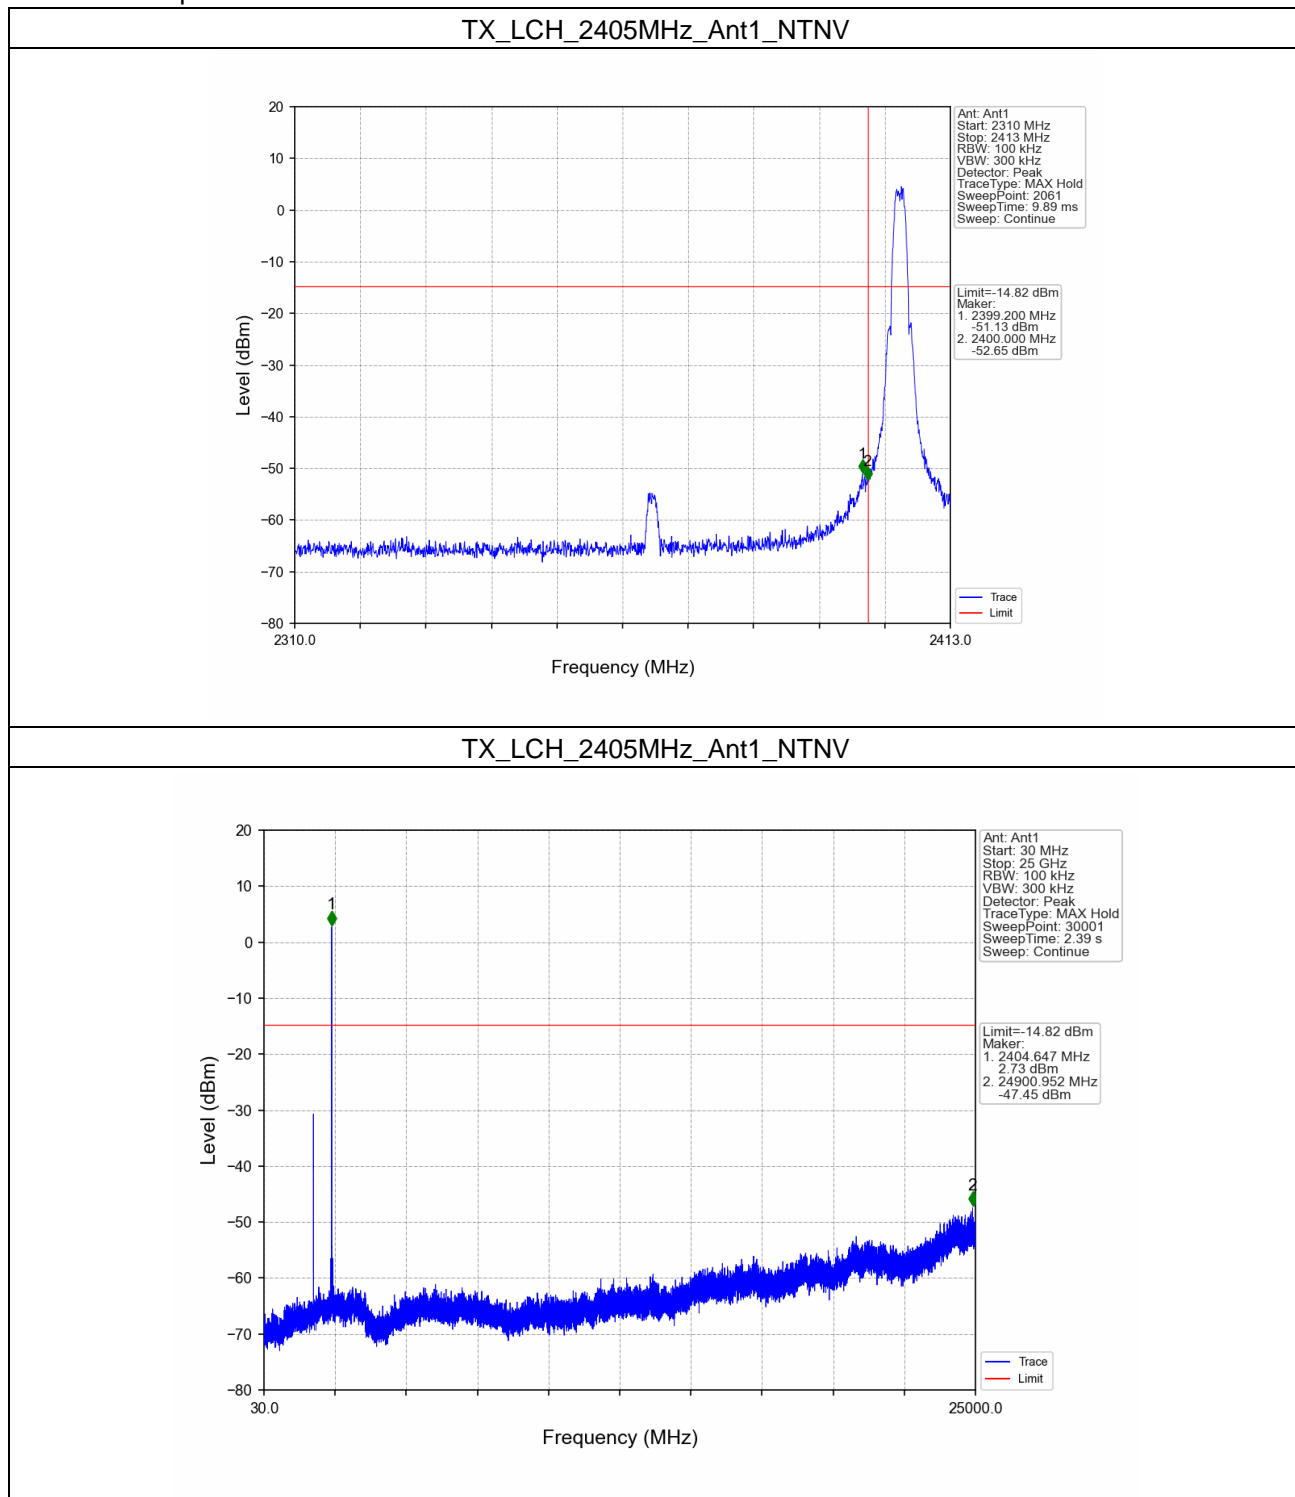 TX_LCH_2405MHz_Ant1_NTNV
20
10
0
−10
−20
−30
−40
−50
−60
−70
−80
Level (dBm)
1
2
2310.0
2413.0
Frequency (MHz)
Ant: Ant1
Start: 2310 MHz
Stop: 2413 MHz
RBW: 100 kHz
VBW: 300 kHz
Detector: Peak
TraceType: MAX Hold
SweepPoint: 2061
SweepTime: 9.89 ms
Sweep: Continue
Limit=-14.82 dBm
Maker:
1. 2399.200 MHz
-51.13 dBm
2. 2400.000 MHz
-52.65 dBm
Trace
Limit
TX_LCH_2405MHz_Ant1_NTNV
20
10
0
−10
−20
−30
−40
−50
−60
−70
−80
Level (dBm)
1
2
30.0
25000.0
Frequency (MHz)
Ant: Ant1
Start: 30 MHz
Stop: 25 GHz
RBW: 100 kHz
VBW: 300 kHz
Detector: Peak
TraceType: MAX Hold
SweepPoint: 30001
SweepTime: 2.39 s
Sweep: Continue
Limit=-14.82 dBm
Maker:
1. 2404.647 MHz
2.73 dBm
2. 24900.952 MHz
-47.45 dBm
Trace
Limit